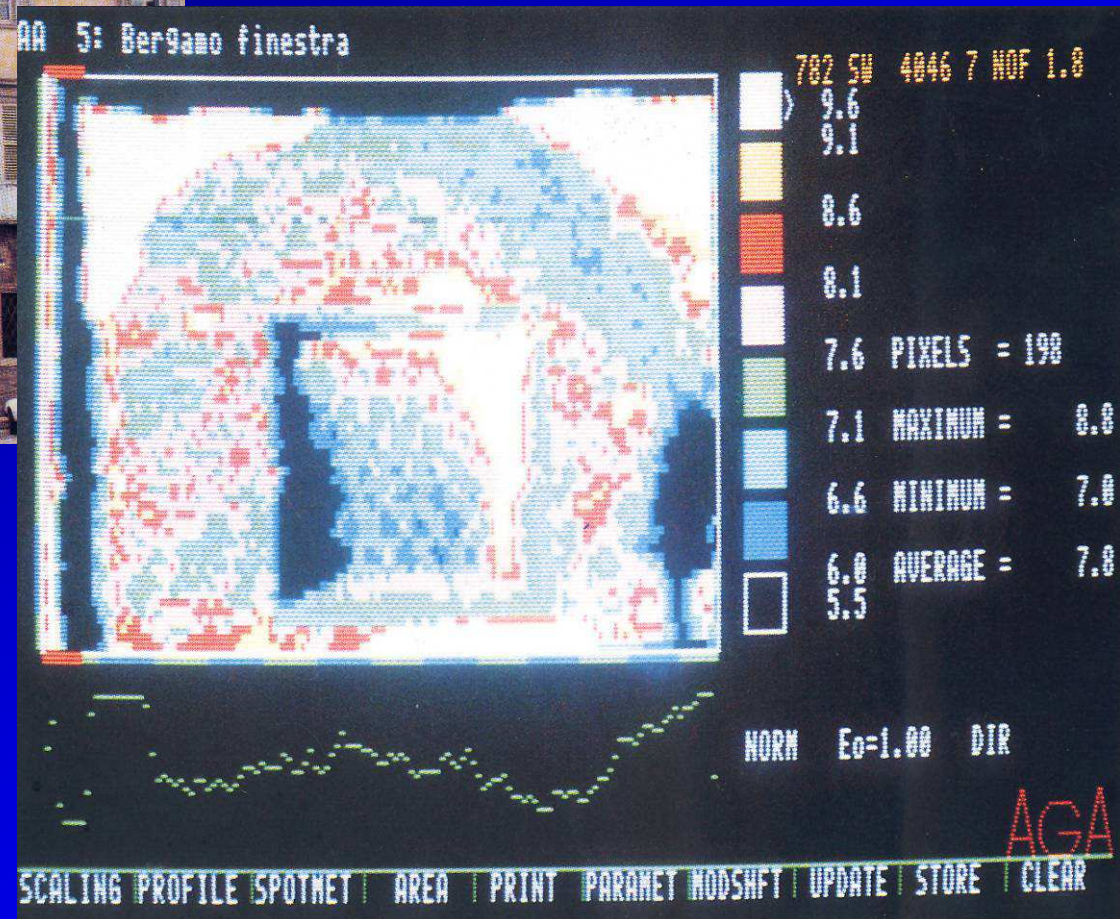 AA 5: Bergamo finestra
782 SW 4046 7 NOF 1.8
> 9.6
9.1
8.6
8.1
7.6 PIXELS = 198
7.1 MAXIMUM = 8.8
6.6 MINIMUM = 7.0
6.0 AVERAGE = 7.8
5.5
NORM Eo=1.00 DIR
AGA
SCALING PROFILE SPOTMET AREA PRINT PARAMET MODSHFT UPDATE STORE CLEAR